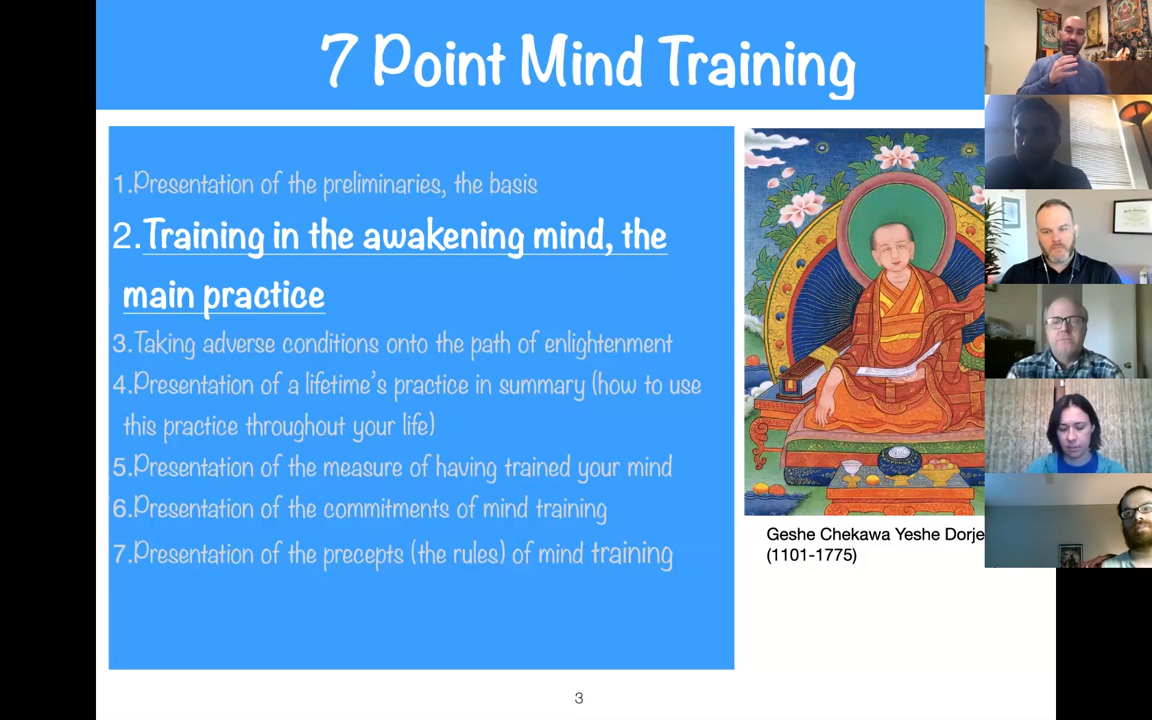 7 Point Mind Training
1.Presentation of the preliminaries, the basis
2.Training in the awakening mind, the
main practice
3.Taking adverse conditions onto the path of enlightenment
4.Presentation of a lifetime's practice in summary (how to use
this practice throughout your life)
5.Presentation of the measure of having trained your mind
6.Presentation of the commitments of mind training
7.Presentation of the precepts (the rules) of mind training
Geshe Chekawa Yeshe Dorje
(1101-1775)
3